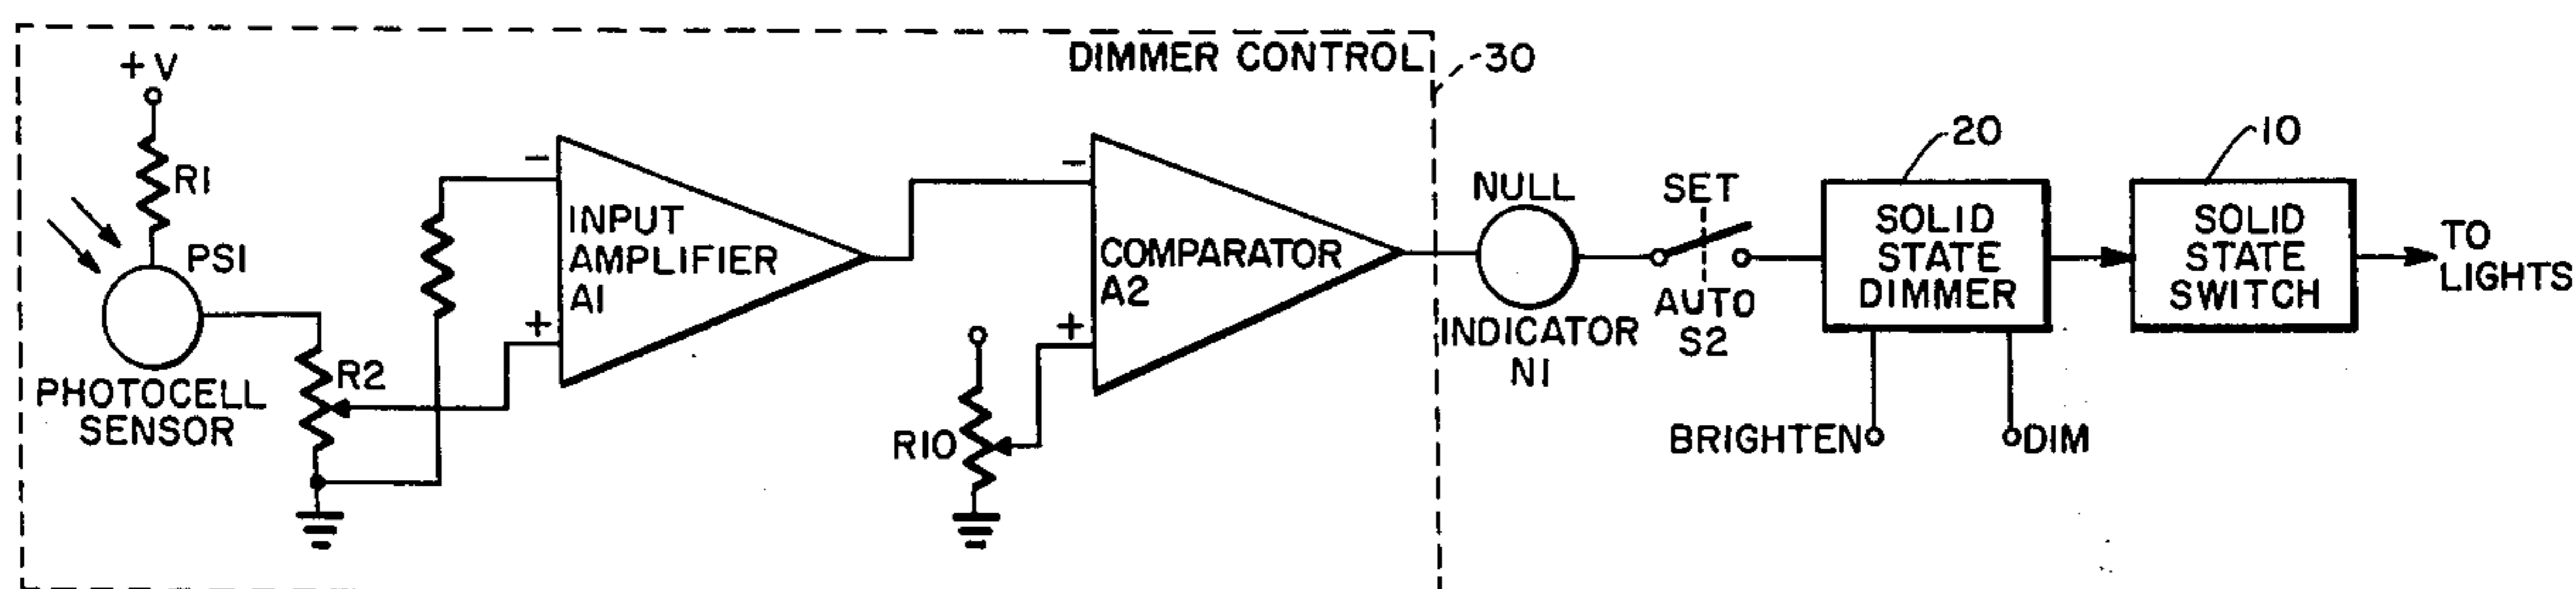 DIMMER CONTROL
30
+V
R1
PS1
PHOTOCELL
SENSOR
R2
-
+
INPUT
AMPLIFIER
A1
-
+
COMPARATOR
A2
R10
NULL
INDICATOR
N1
SET
AUTO
S2
20
SOLID
STATE
DIMMER
BRIGHTEN
DIM
10
SOLID
STATE
SWITCH
TO
LIGHTS